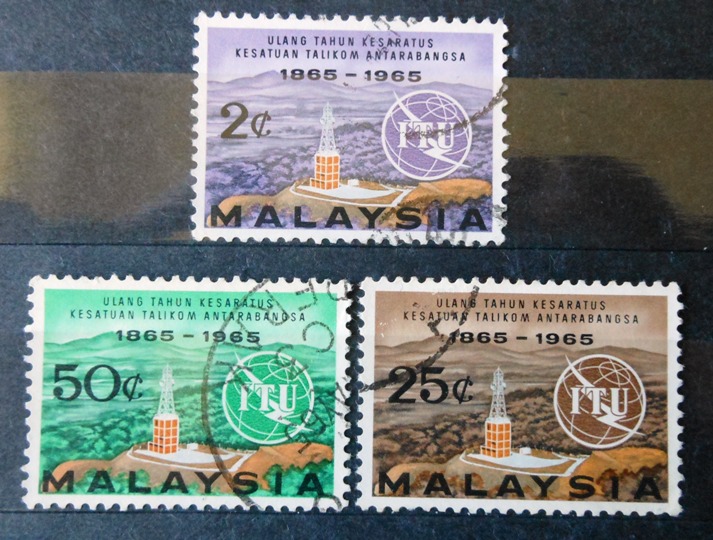 ULANG TAHUN KESARATUS
KESATUAN TALIKOM ANTARABANGSA
1865 - 1965
2¢
ITU
MALAYSIA
ULANG TAHUN KESARATUS
KESATUAN TALIKOM ANTARABANGSA
1865 - 1965
50¢
ITU
MALAYSIA
ULANG TAHUN KESARATUS
KESATUAN TALIKOM ANTARABANGSA
1865 - 1965
25¢
ITU
MALAYSIA